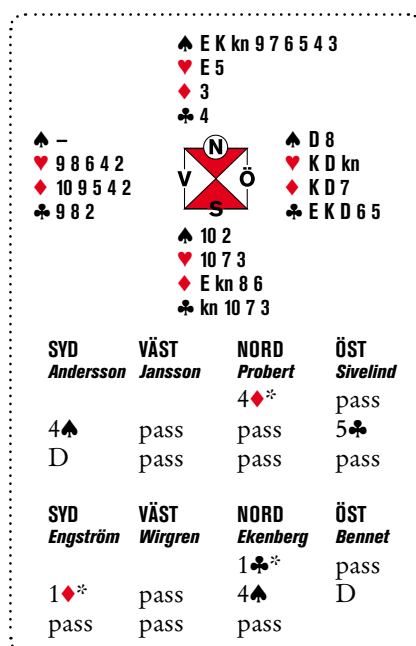 ♠ E K kn 9 7 6 5 4 3
♥ E 5
♦ 3
♣ 4
♠ –
♥ 9 8 6 4 2
♦ 10 9 5 4 2
♣ 9 8 2
N
V Ö
S
♠ D 8
♥ K D kn
♦ K D 7
♣ E K D 6 5
♠ 10 2
♥ 10 7 3
♦ E kn 8 6
♣ kn 10 7 3
SYD VÄST NORD ÖST
Andersson Jansson Probert Sivelind
4♦* pass
4♠ pass pass 5♣
D pass pass pass
SYD VÄST NORD ÖST
Engström Wirgren Ekenberg Bennet
1♣* pass
1♦* pass 4♠ D
pass pass pass